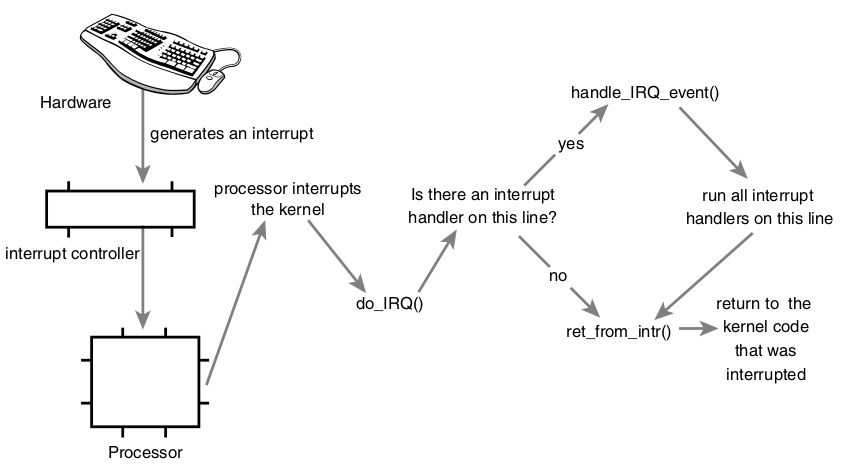 Hardware
generates an interrupt
interrupt controller
Processor
processor interrupts
the kernel
do_IRQ()
Is there an interrupt
handler on this line?
yes
no
handle_IRQ_event()
run all interrupt
handlers on this line
ret_from_intr()
return to the
kernel code
that was
interrupted